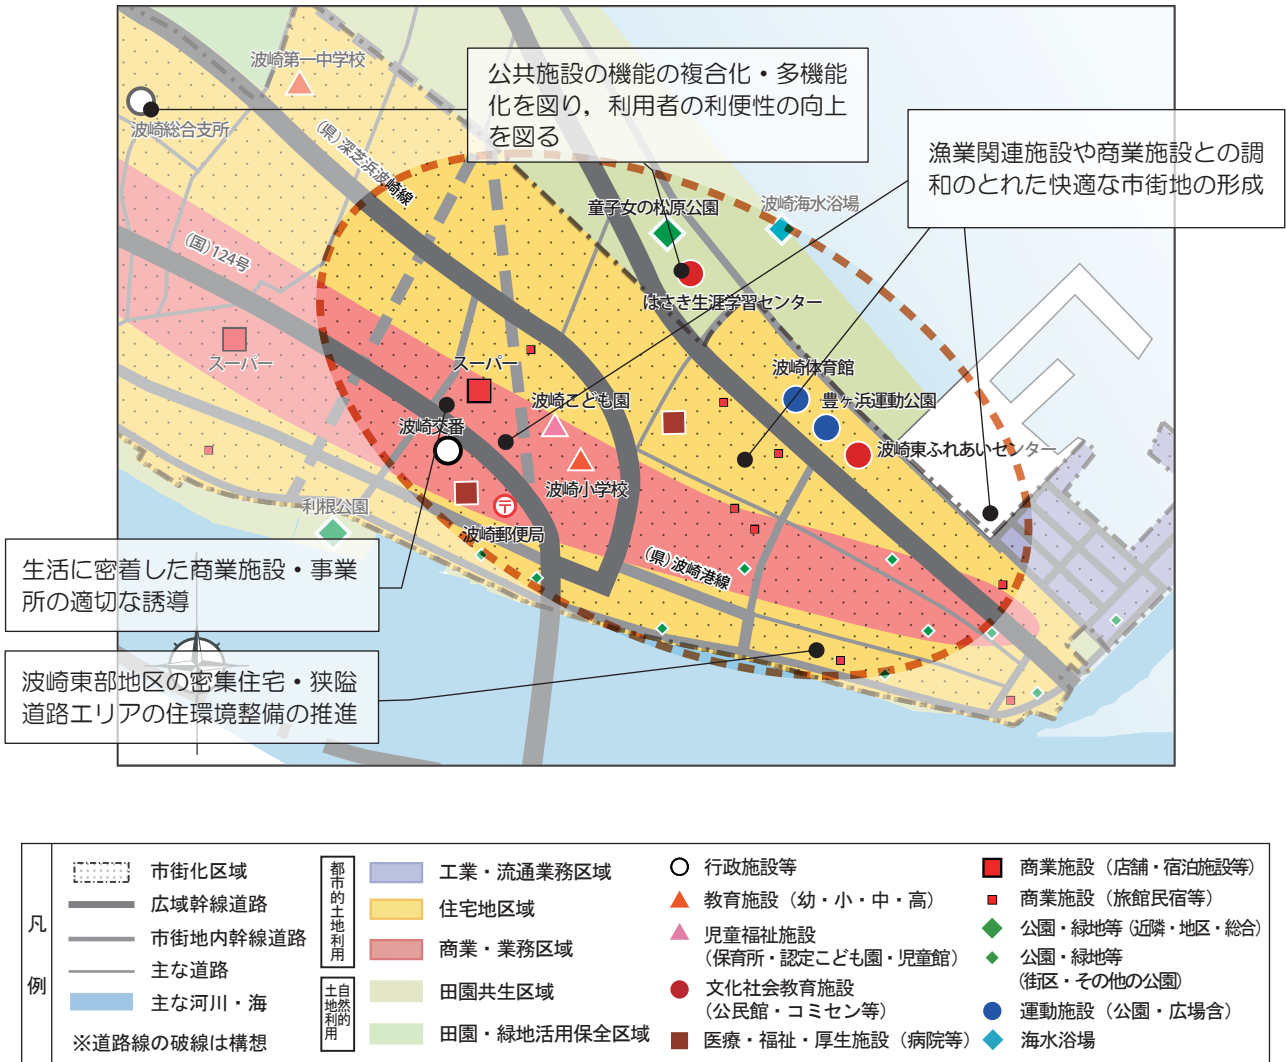 波崎第一中学校
波崎総合支所
公共施設の機能の複合化・多機能
化を図り，利用者の利便性の向上
を図る
漁業関連施設や商業施設との調
和のとれた快適な市街地の形成
(県)深芝浜波崎線
童子女の松原公園
波崎海水浴場
(国)124号
はさき生涯学習センター
スーパー
スーパー
波崎体育館
波崎こども園
豊ヶ浜運動公園
波崎交番
波崎東ふれあいセンター
波崎小学校
利根公園
〒
波崎郵便局
(県)波崎港線
生活に密着した商業施設・事業
所の適切な誘導
波崎東部地区の密集住宅・狭隘
道路エリアの住環境整備の推進
凡例
市街化区域
広域幹線道路
市街地内幹線道路
主な道路
主な河川・海
※道路線の破線は構想
都市的土地利用
工業・流通業務区域
住宅地区域
商業・業務区域
自然的土地利用
田園共生区域
田園・緑地活用保全区域
行政施設等
教育施設（幼・小・中・高）
児童福祉施設
（保育所・認定こども園・児童館）
文化社会教育施設
（公民館・コミセン等）
医療・福祉・厚生施設（病院等）
商業施設（店舗・宿泊施設等）
商業施設（旅館民宿等）
公園・緑地等（近隣・地区・総合）
公園・緑地等
（街区・その他の公園）
運動施設（公園・広場含）
海水浴場